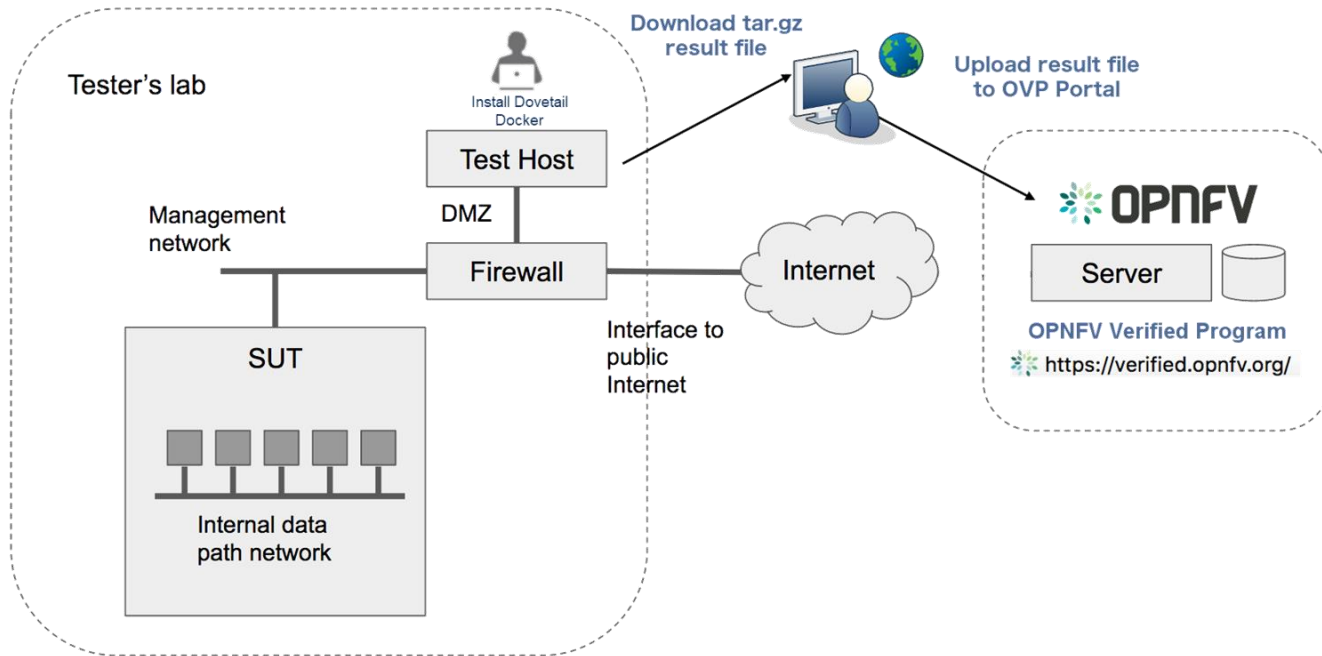 Download tar.gz
result file
Upload result file
to OVP Portal
Tester's lab
Install Dovetail
Docker
Test Host
DMZ
Management
network
Firewall
Internet
Interface to
public
Internet
SUT
Internal data
path network
OPNFV
Server
OPNFV Verified Program
https://verified.opnfv.org/